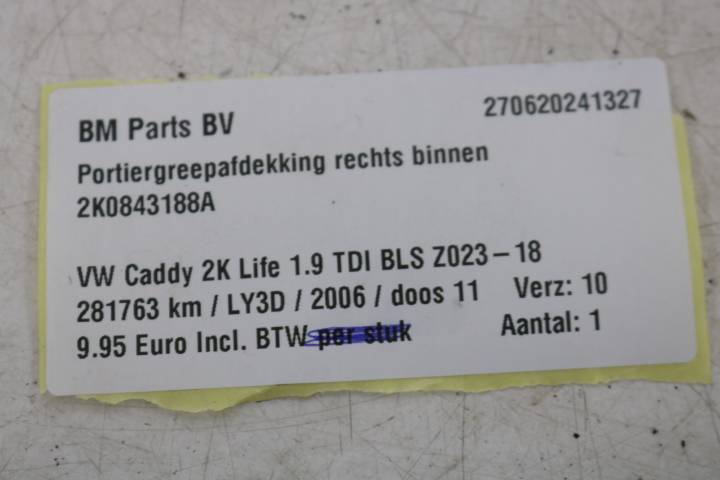 BM Parts BV 270620241327
Portiergreepafdekking rechts binnen
2K0843188A
VW Caddy 2K Life 1.9 TDI BLS Z023-18
281763 km / LY3D / 2006 / doos 11 Verz: 10
9.95 Euro Incl. BTW per stuk Aantal: 1